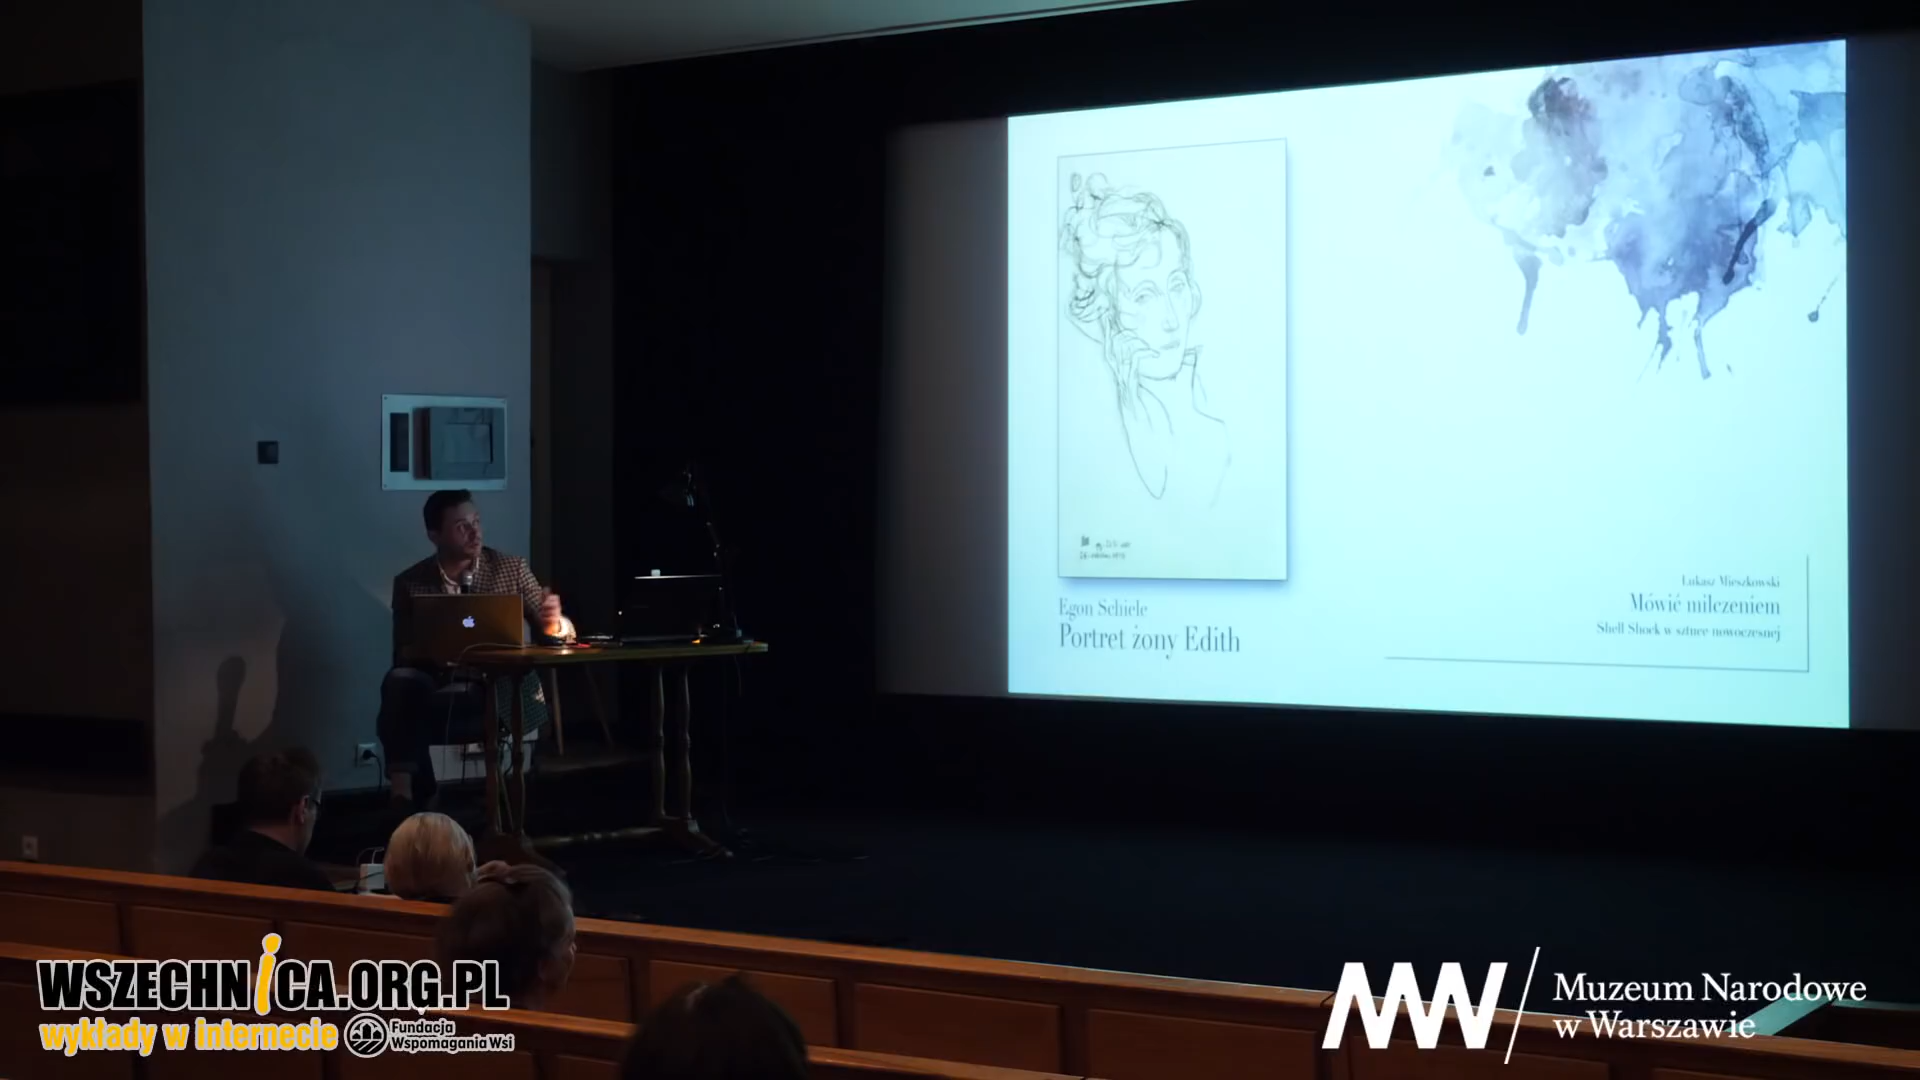 Egon Schiele
Portret żony Edith
Łukasz Mieszkowski
Mówić milczeniem
Shell Shock w sztuce nowoczesnej
WSZECHNiCA.ORG.PL
wykłady w internecie
Fundacja
Wspomagania Wsi
Muzeum Narodowe
w Warszawie